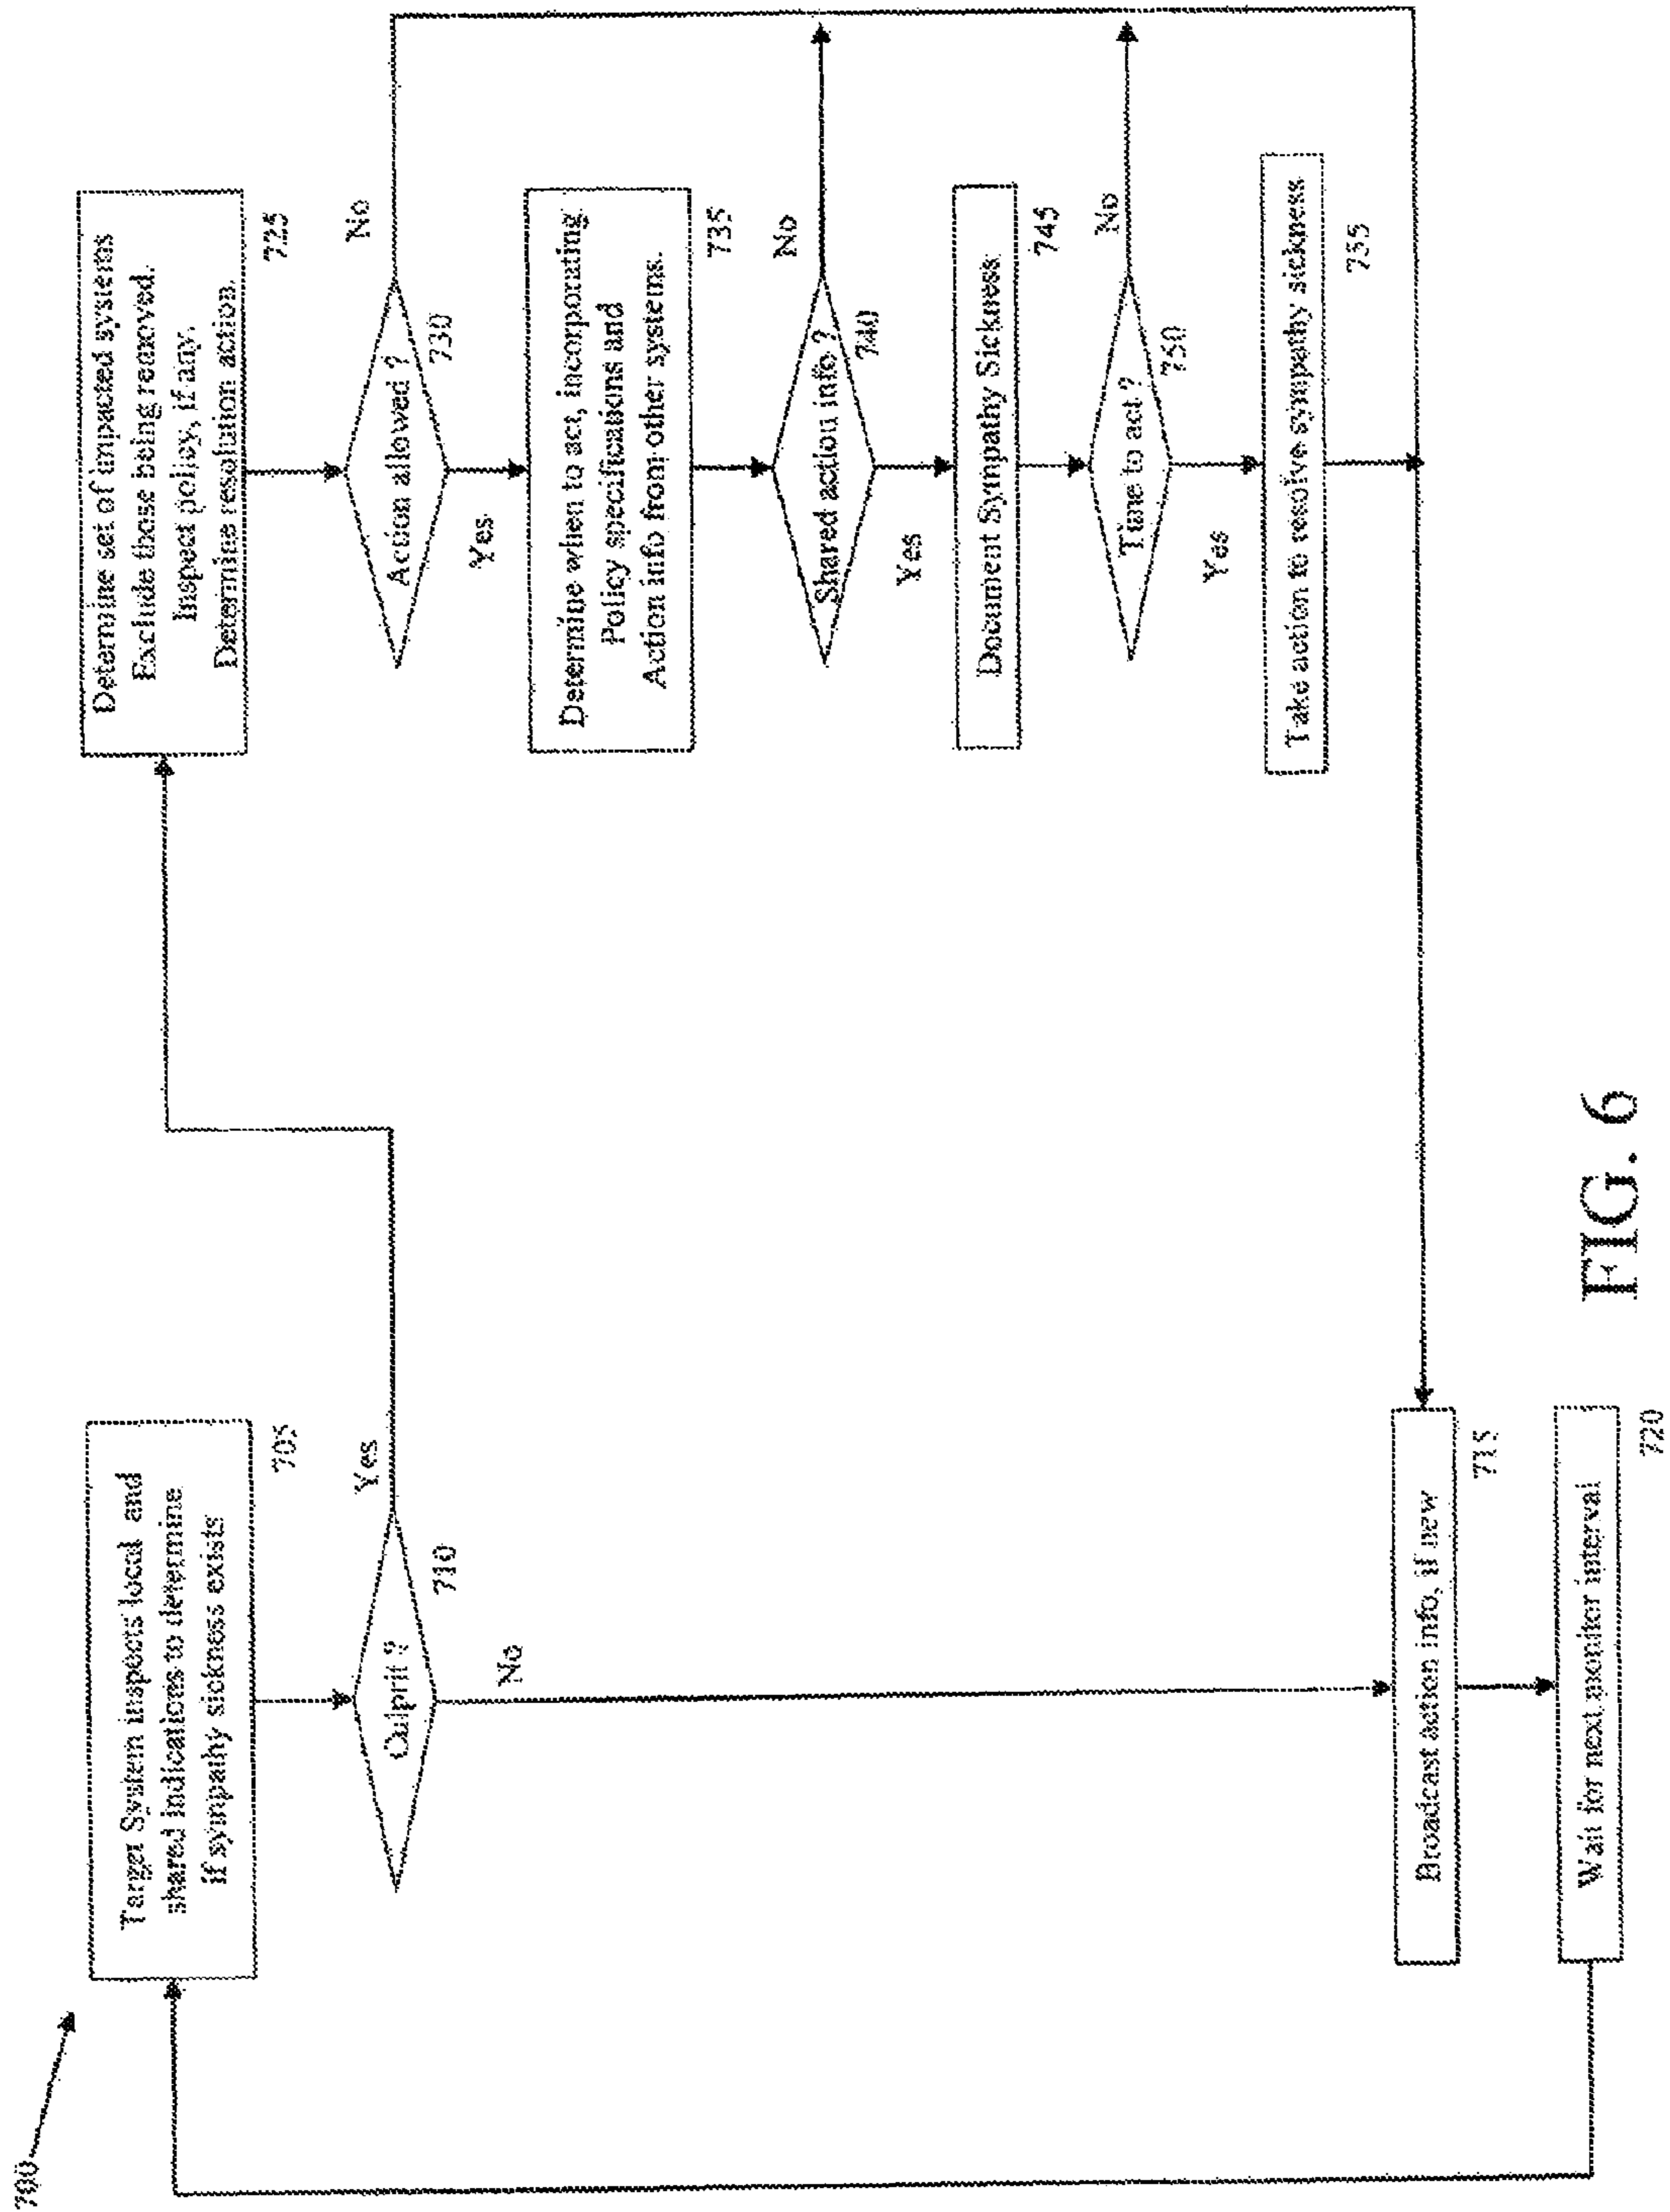 700
Target System inspects local and
shared indications to determine
if sympathy sickness exists
705
Culprit ?
710
Yes
No
Broadcast action info, if new
715
Wait for next monitor interval
720
Determine set of impacted systems
Exclude those being removed.
Inspect policy, if any.
Determine resolution action.
725
Action allowed ?
730
No
Yes
Determine when to act, incorporating
Policy specifications and
Action info from other systems.
735
Shared action info ?
740
No
Yes
Document Sympathy Sickness
745
Time to act ?
750
No
Yes
Take action to resolve sympathy sickness
755
FIG. 6